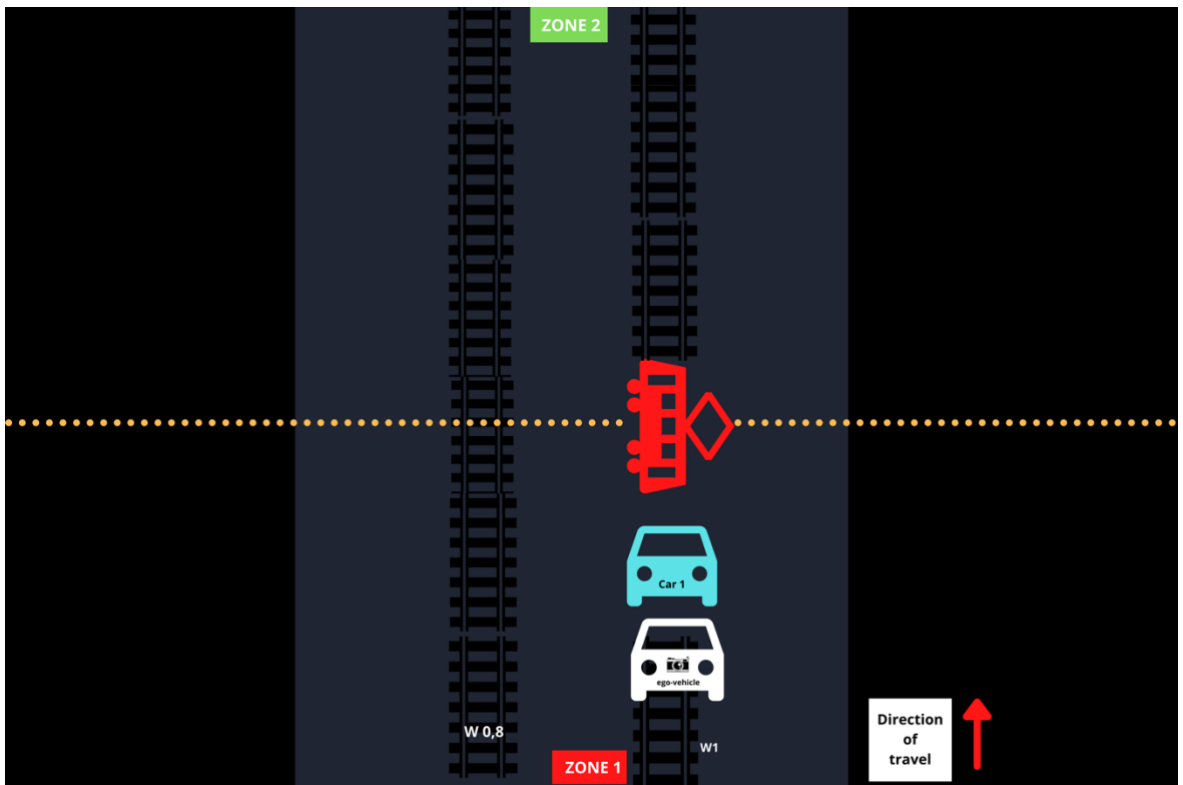 ZONE 2
Car 1
ego-vehicle
W 0,8
W1
Direction
of
travel
ZONE 1